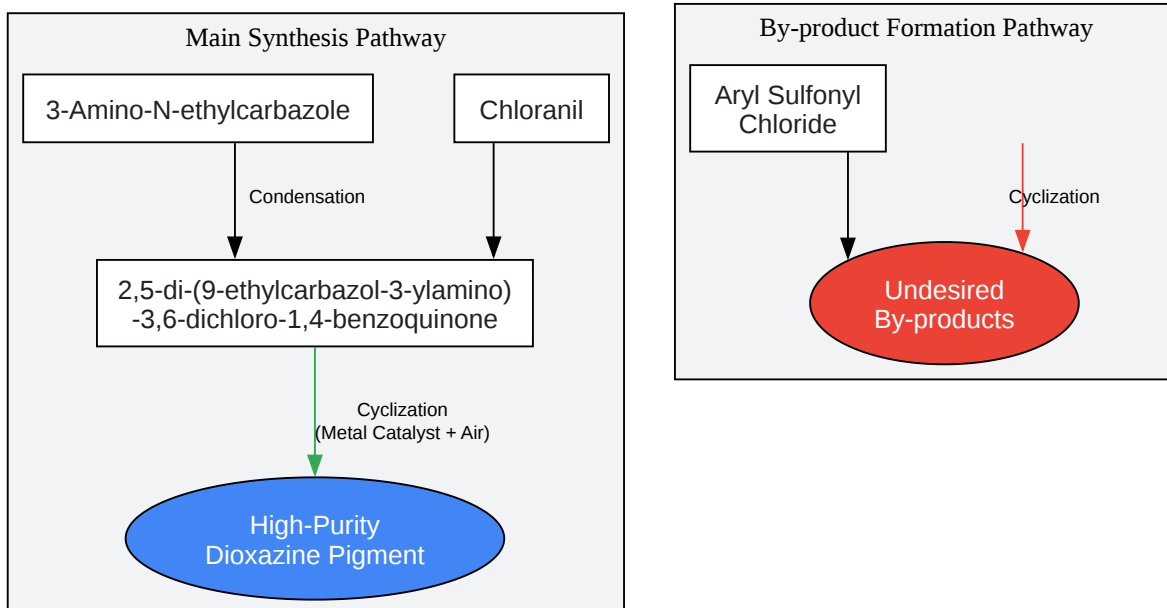 Main Synthesis Pathway
3-Amino-N-ethylcarbazole
Chloranil
Condensation
2,5-di-(9-ethylcarbazol-3-ylamino)
-3,6-dichloro-1,4-benzoquinone
Cyclization
(Metal Catalyst + Air)
High-Purity
Dioxazine Pigment
By-product Formation Pathway
Aryl Sulfonyl
Chloride
Cyclization
Undesired
By-products